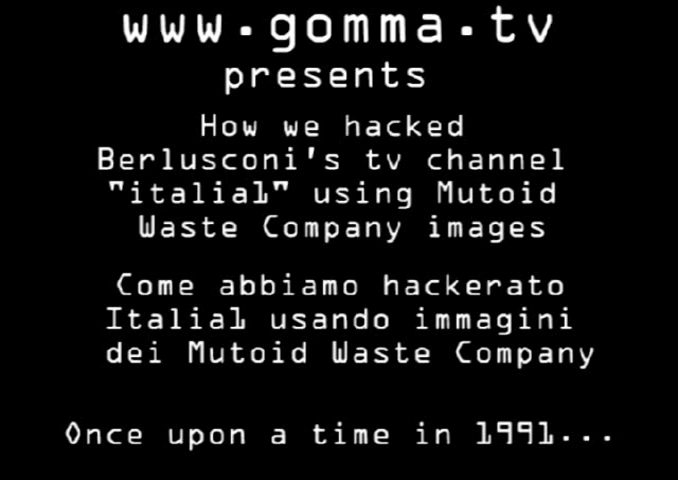 www.gomma.tv
presents
How we hacked
Berlusconi's tv channel
"italia1" using Mutoid
Waste Company images
Come abbiamo hackerato
Italia1 usando immagini
dei Mutoid Waste Company
Once upon a time in 1991...